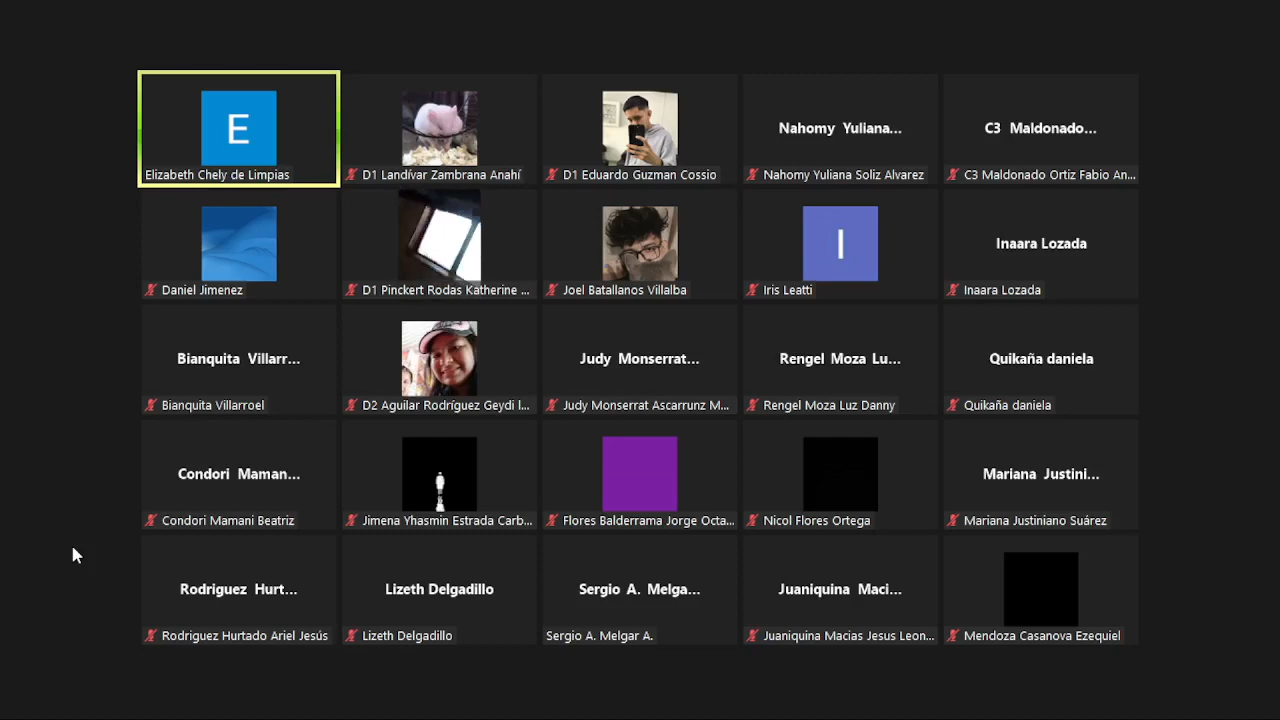 E
Elizabeth Chely de Limpias
D1 Landívar Zambrana Anahí
D1 Eduardo Guzman Cossio
Nahomy Yuliana...
Nahomy Yuliana Soliz Alvarez
C3 Maldonado...
C3 Maldonado Ortiz Fabio An...
Daniel Jimenez
D1 Pinckert Rodas Katherine ...
Joel Batallanos Villalba
I
Iris Leatti
Inaara Lozada
Inaara Lozada
Bianquita Villarr...
Bianquita Villarroel
D2 Aguilar Rodríguez Geydi I...
Judy Monserrat...
Judy Monserrat Ascarrunz M...
Rengel Moza Lu...
Rengel Moza Luz Danny
Quikaña daniela
Quikaña daniela
Condori Maman...
Condori Mamani Beatriz
Jimena Yhasmin Estrada Carb...
Flores Balderrama Jorge Octa...
Nicol Flores Ortega
Mariana Justini...
Mariana Justiniano Suárez
Rodriguez Hurt...
Rodriguez Hurtado Ariel Jesús
Lizeth Delgadillo
Lizeth Delgadillo
Sergio A. Melga...
Sergio A. Melgar A.
Juaniquina Maci...
Juaniquina Macias Jesus Leon...
Mendoza Casanova Ezequiel